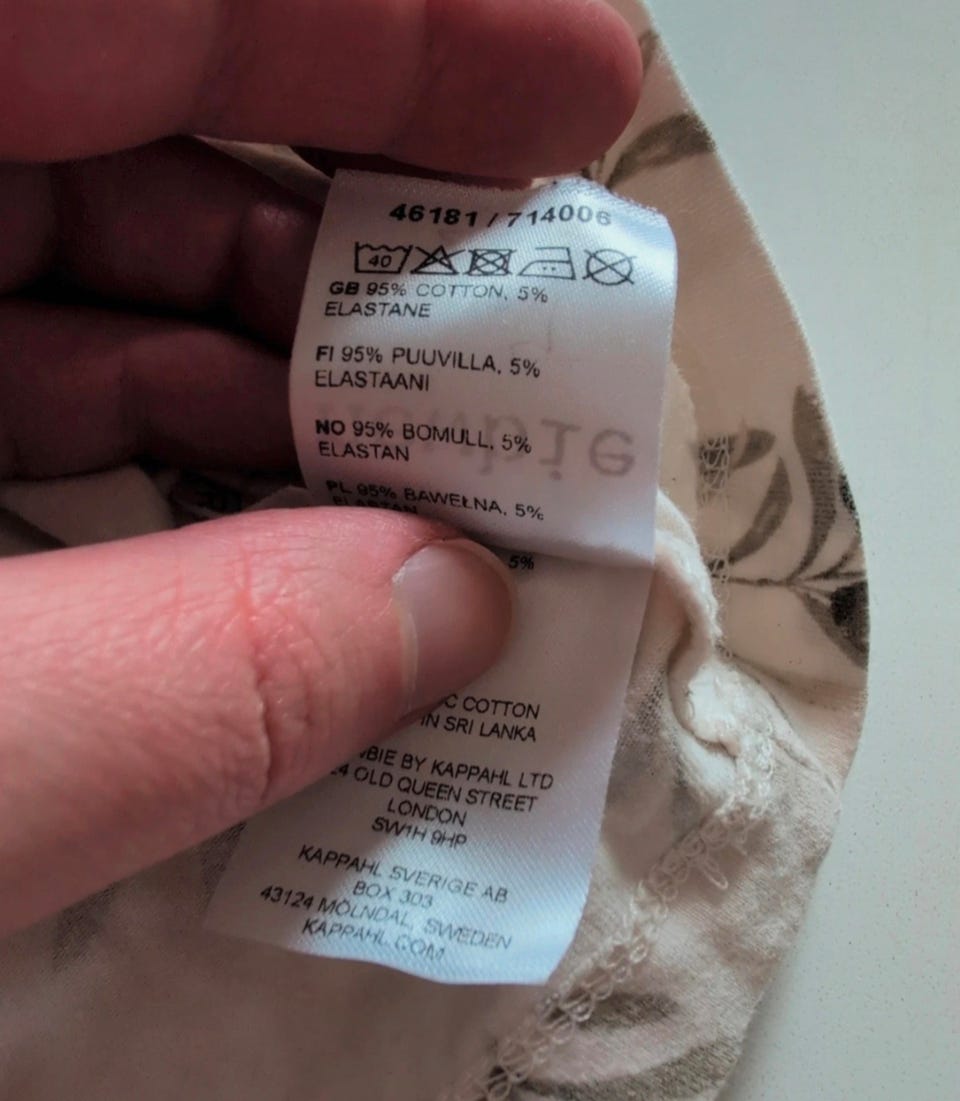 46181 / 714006
40
GB 95% COTTON, 5%
ELASTANE
FI 95% PUUVILLA, 5%
ELASTAANI
NO 95% BOMULL, 5%
ELASTAN
PL 95% BAWEŁNA, 5%
ELASTAN
5%
COTTON
IN SRI LANKA
BY KAPPAHL LTD
OLD QUEEN STREET
LONDON
SW1H 9HP
KAPPAHL SVERIGE AB
BOX 303
43124 MÖLNDAL, SWEDEN
KAPPAHL.COM